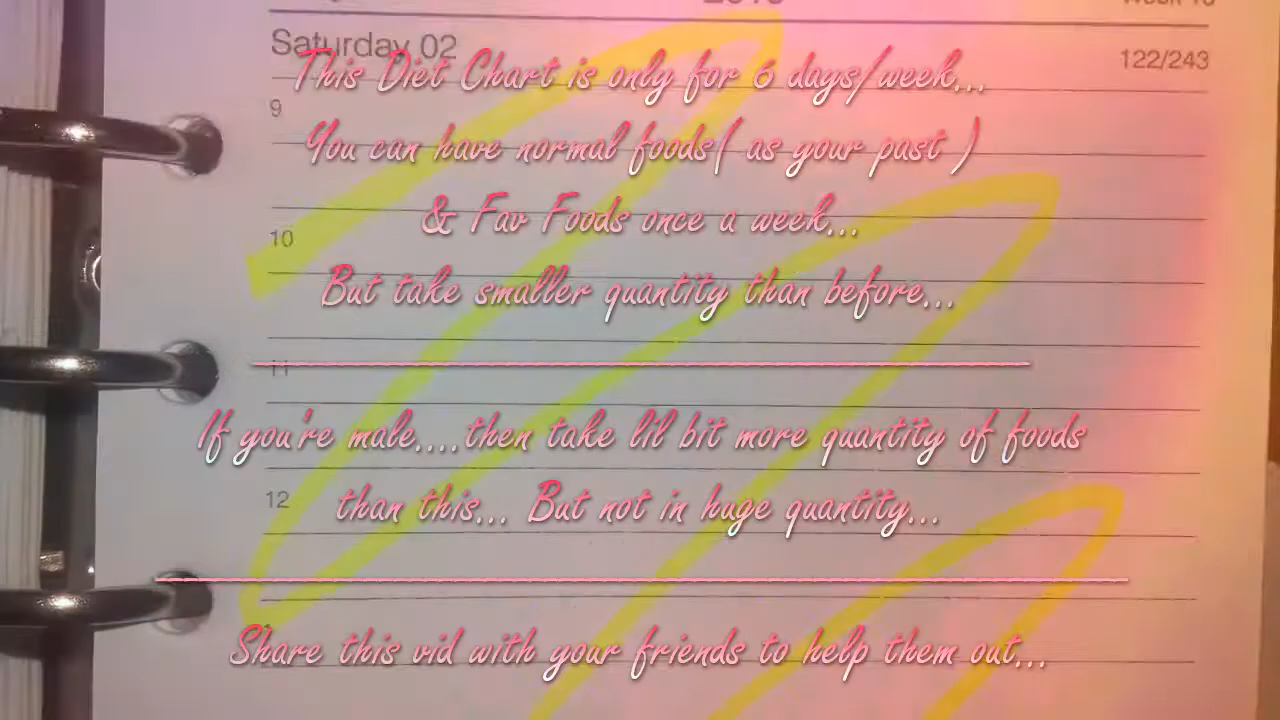 Saturday 02
122/243
This Diet Chart is only for 6 days/week...
9
You can have normal foods( as your past )
& Fav Foods once a week...
10
But take smaller quantity than before...
11
If you're male....then take lil bit more quantity of foods
12
than this... But not in huge quantity...
Share this vid with your friends to help them out...